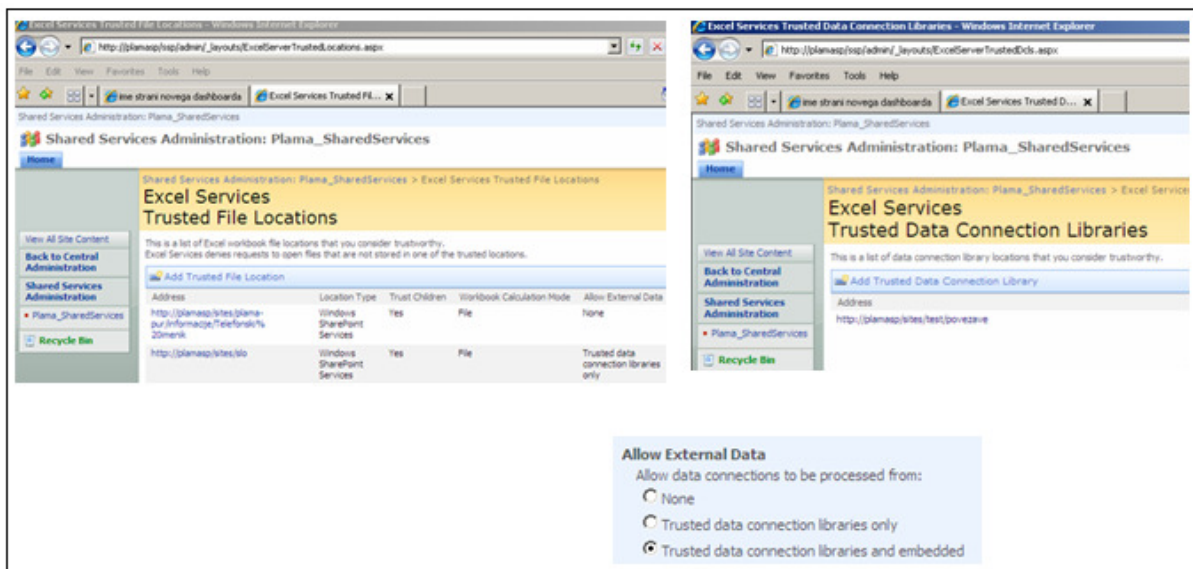 Excel Services Trusted File Locations - Windows Internet Explorer
http://plamasp/ssp/admin/_layouts/ExcelServerTrustedLocations.aspx
File Edit View Favorites Tools Help
ime strani novega dashboarda Excel Services Trusted Fil...
Shared Services Administration: Plama_SharedServices
Shared Services Administration: Plama_SharedServices
Home
Shared Services Administration: Plama_SharedServices > Excel Services Trusted File Locations
Excel Services
Trusted File Locations
View All Site Content
Back to Central
Administration
Shared Services
Administration
Plama_SharedServices
Recycle Bin
This is a list of Excel workbook file locations that you consider trustworthy.
Excel Services denies requests to open files that are not stored in one of the trusted locations.
Add Trusted File Location
Address Location Type Trust Children Workbook Calculation Mode Allow External Data
http://plamasp/sites/plama- Windows Yes File None
pur/informacije/Telefonski% SharePoint
20imenik Services
http://plamasp/sites/slo Windows Yes File Trusted data
SharePoint connection libraries
Services only
Excel Services Trusted Data Connection Libraries - Windows Internet Explorer
http://plamasp/ssp/admin/_layouts/ExcelServerTrustedDcls.aspx
File Edit View Favorites Tools Help
ime strani novega dashboarda Excel Services Trusted D...
Shared Services Administration: Plama_SharedServices
Shared Services Administration: Plama_SharedServices
Home
Shared Services Administration: Plama_SharedServices > Excel Service
Excel Services
Trusted Data Connection Libraries
View All Site Content
Back to Central
Administration
Shared Services
Administration
Plama_SharedServices
Recycle Bin
This is a list of data connection library locations that you consider trustworthy.
Add Trusted Data Connection Library
Address
http://plamasp/sites/test/povezave
Allow External Data
Allow data connections to be processed from:
None
Trusted data connection libraries only
Trusted data connection libraries and embedded